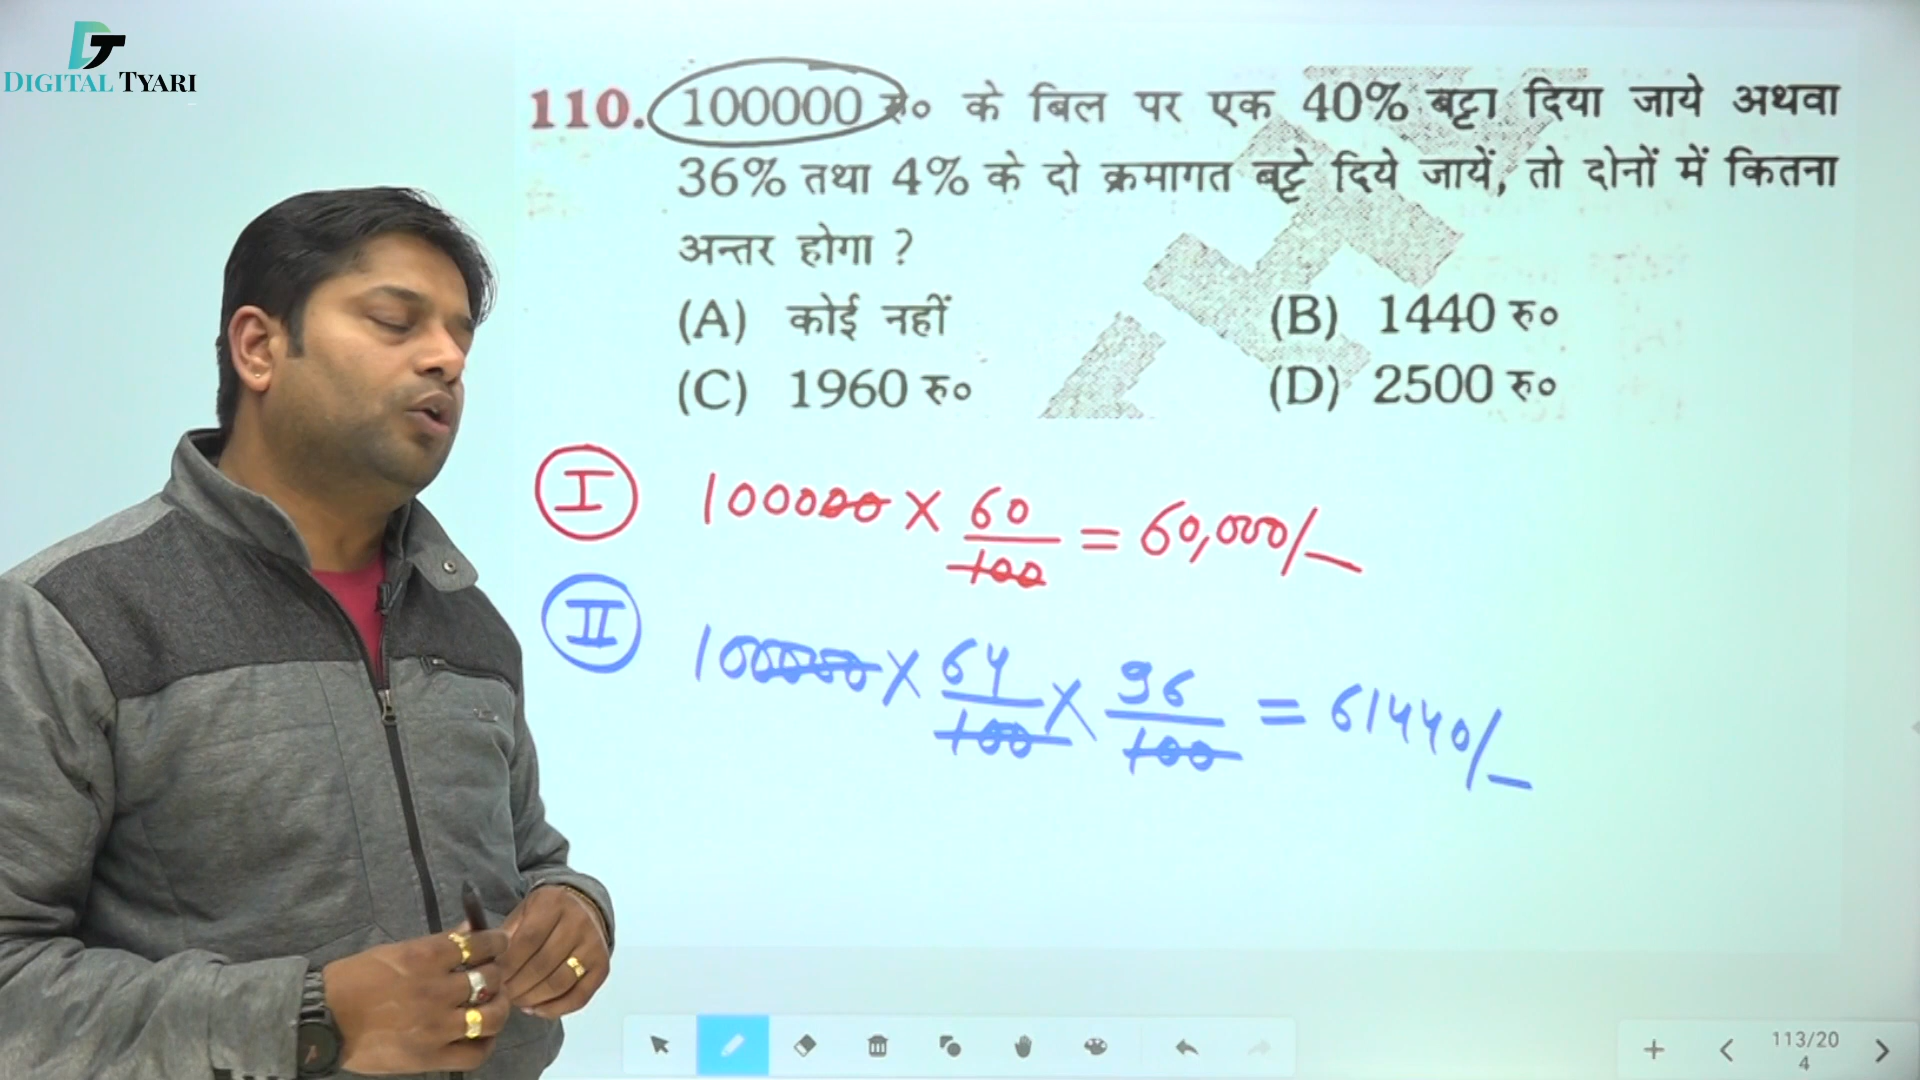 DIGITAL TYARI
110. 100000 रु० के बिल पर एक 40% बट्टा दिया जाये अथवा
36% तथा 4% के दो क्रमागत बट्टे दिये जायें, तो दोनों में कितना
अन्तर होगा ?
(A) कोई नहीं (B) 1440 रु०
(C) 1960 रु० (D) 2500 रु०
I 100000 × 60/100 = 60,000/-
II 100000 × 64/100 × 96/100 = 61440/-
113/20
4